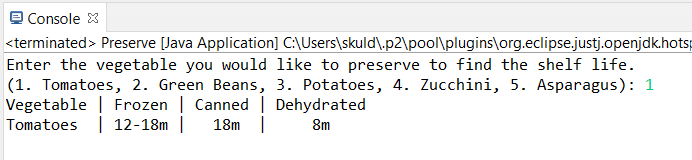 Console
<terminated> Preserve [Java Application] C:\Users\skuld\.p2\pool\plugins\org.eclipse.justj.openjdk.hotsp
Enter the vegetable you would like to preserve to find the shelf life.
(1. Tomatoes, 2. Green Beans, 3. Potatoes, 4. Zucchini, 5. Asparagus): 1
Vegetable | Frozen | Canned | Dehydrated
Tomatoes  | 12-18m |   18m  |     8m